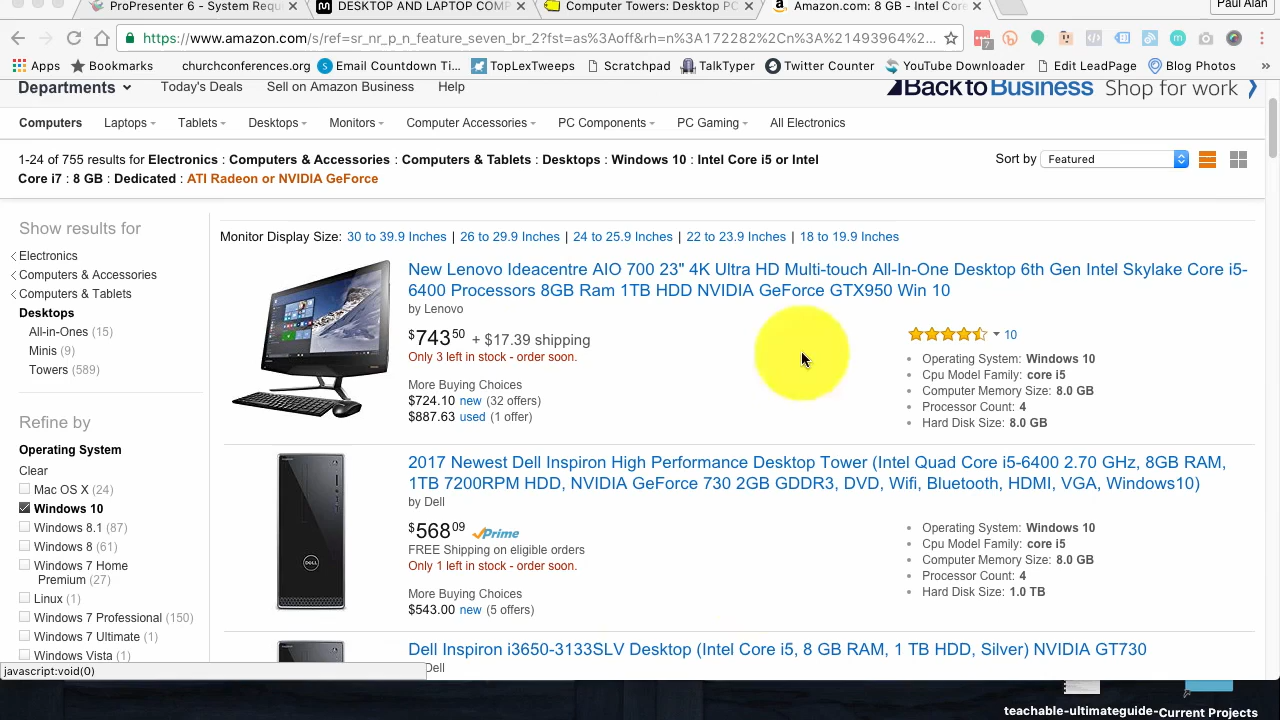 ProPresenter 6 - System Requ
DESKTOP AND LAPTOP COMP
Computer Towers: Desktop PC
Amazon.com: 8 GB - Intel Core
Paul Alan
https://www.amazon.com/s/ref=sr_nr_p_n_feature_seven_br_2?fst=as%3Aoff&rh=n%3A172282%2Cn%3A%21493964%2...
7
Apps
Bookmarks
churchconferences.org
Email Countdown Ti...
TopLexTweeps
Scratchpad
TalkTyper
Twitter Counter
YouTube Downloader
Edit LeadPage
Blog Photos
»
Departments
Today's Deals
Sell on Amazon Business
Help
Back to Business Shop for work
Computers
Laptops
Tablets
Desktops
Monitors
Computer Accessories
PC Components
PC Gaming
All Electronics
1-24 of 755 results for Electronics : Computers & Accessories : Computers & Tablets : Desktops : Windows 10 : Intel Core i5 or Intel
Core i7 : 8 GB : Dedicated : ATI Radeon or NVIDIA GeForce
Sort by Featured
Show results for
Electronics
Computers & Accessories
Computers & Tablets
Desktops
All-in-Ones (15)
Minis (9)
Towers (589)
Refine by
Operating System
Clear
Mac OS X (24)
Windows 10
Windows 8.1 (87)
Windows 8 (61)
Windows 7 Home
Premium (27)
Linux (1)
Windows 7 Professional (150)
Windows 7 Ultimate (1)
Windows Vista (1)
Monitor Display Size: 30 to 39.9 Inches | 26 to 29.9 Inches | 24 to 25.9 Inches | 22 to 23.9 Inches | 18 to 19.9 Inches
New Lenovo Ideacentre AIO 700 23" 4K Ultra HD Multi-touch All-In-One Desktop 6th Gen Intel Skylake Core i5-
6400 Processors 8GB Ram 1TB HDD NVIDIA GeForce GTX950 Win 10
by Lenovo
$743 50 + $17.39 shipping
Only 3 left in stock - order soon.
More Buying Choices
$724.10 new (32 offers)
$887.63 used (1 offer)
10
Operating System: Windows 10
Cpu Model Family: core i5
Computer Memory Size: 8.0 GB
Processor Count: 4
Hard Disk Size: 8.0 GB
2017 Newest Dell Inspiron High Performance Desktop Tower (Intel Quad Core i5-6400 2.70 GHz, 8GB RAM,
1TB 7200RPM HDD, NVIDIA GeForce 730 2GB GDDR3, DVD, Wifi, Bluetooth, HDMI, VGA, Windows10)
by Dell
$568 09 Prime
FREE Shipping on eligible orders
Only 1 left in stock - order soon.
More Buying Choices
$543.00 new (5 offers)
Operating System: Windows 10
Cpu Model Family: core i5
Computer Memory Size: 8.0 GB
Processor Count: 4
Hard Disk Size: 1.0 TB
DELL
Dell Inspiron i3650-3133SLV Desktop (Intel Core i5, 8 GB RAM, 1 TB HDD, Silver) NVIDIA GT730
Dell
javascript:void(0)
teachable-ultimateguide-
Current Projects